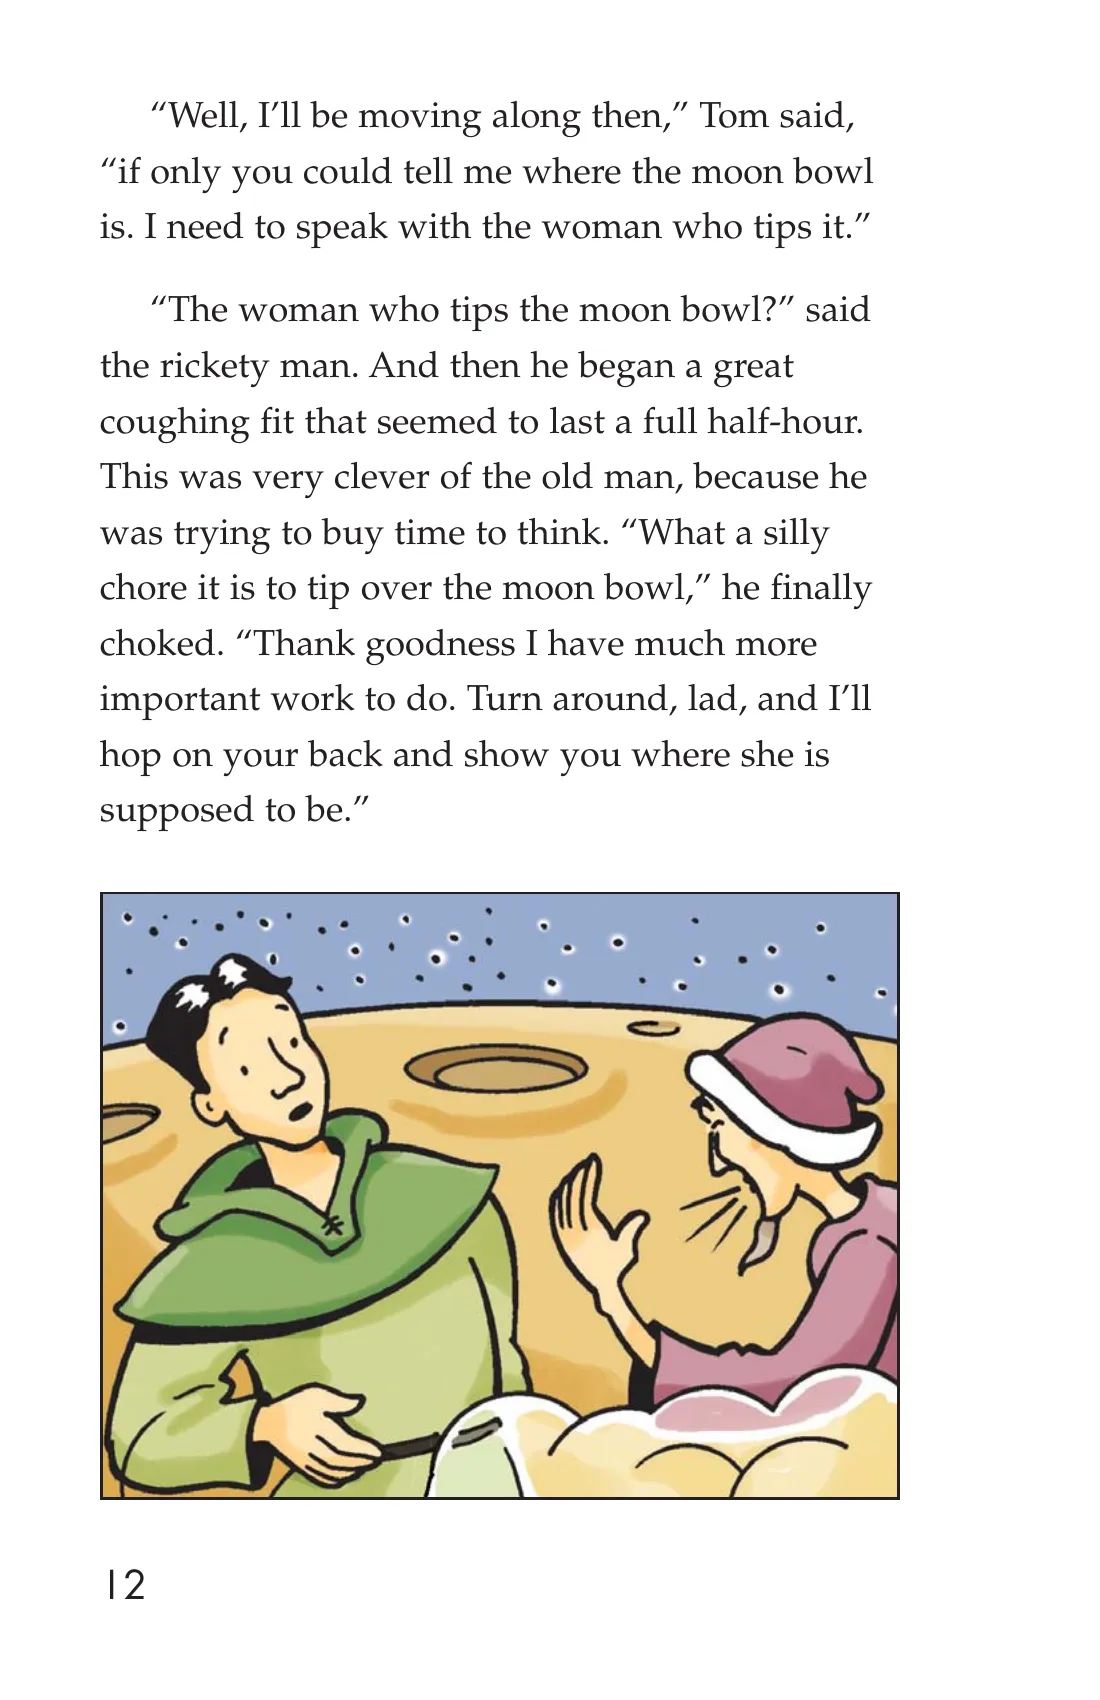 “Well, I’ll be moving along then,” Tom said,
“if only you could tell me where the moon bowl
is. I need to speak with the woman who tips it.”
“The woman who tips the moon bowl?” said
the rickety man. And then he began a great
coughing fit that seemed to last a full half-hour.
This was very clever of the old man, because he
was trying to buy time to think. “What a silly
chore it is to tip over the moon bowl,” he finally
choked. “Thank goodness I have much more
important work to do. Turn around, lad, and I’ll
hop on your back and show you where she is
supposed to be.”
12